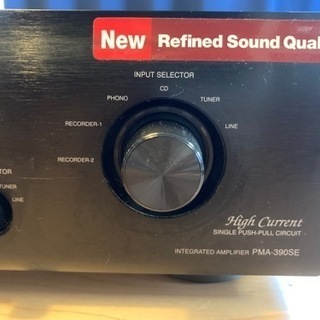 New Refined Sound
INPUT SELECTOR
CD
PHONO
TUNER
RECORDER-1
LINE
RECORDER-2
TUNER
LINE
High Current
SINGLE PUSH-PULL CIRCUIT
INTEGRATED AMPLIFIER PMA-390SE